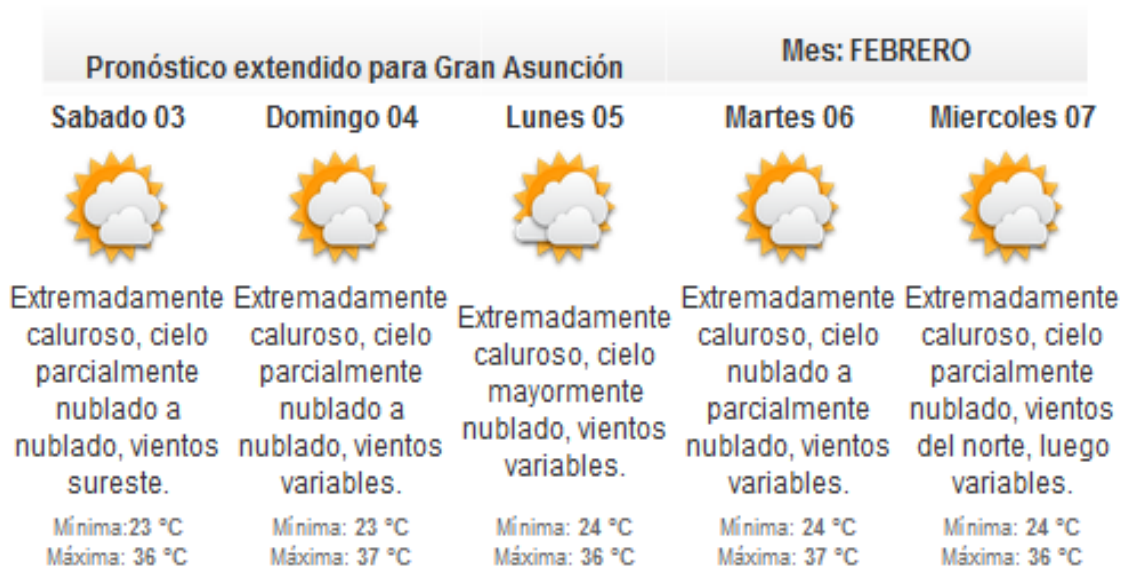 Pronóstico extendido para Gran Asunción
Mes: FEBRERO
Sabado 03
Extremadamente
caluroso, cielo
parcialmente
nublado a
nublado, vientos
sureste.
Mínima:23 °C
Máxima: 36 °C
Domingo 04
Extremadamente
caluroso, cielo
parcialmente
nublado a
nublado, vientos
variables.
Mínima: 23 °C
Máxima: 37 °C
Lunes 05
Extremadamente
caluroso, cielo
mayormente
nublado, vientos
variables.
Mínima: 24 °C
Máxima: 36 °C
Martes 06
Extremadamente
caluroso, cielo
nublado a
parcialmente
nublado, vientos
variables.
Mínima: 24 °C
Máxima: 37 °C
Miercoles 07
Extremadamente
caluroso, cielo
parcialmente
nublado, vientos
del norte, luego
variables.
Mínima: 24 °C
Máxima: 36 °C